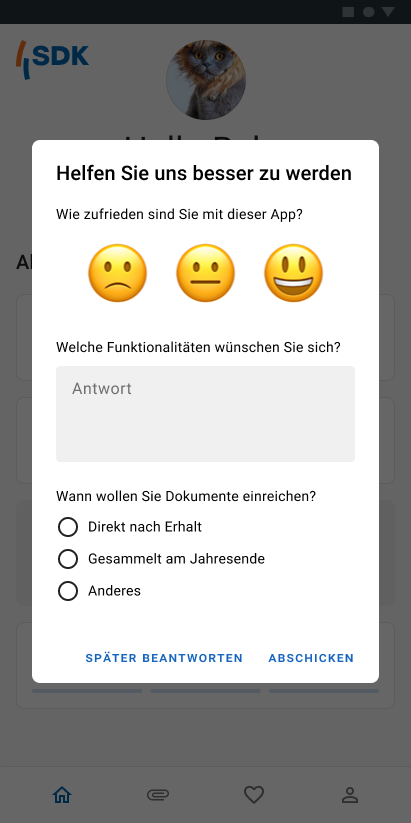 SDK
Helfen Sie uns besser zu werden
Wie zufrieden sind Sie mit dieser App?
Welche Funktionalitäten wünschen Sie sich?
Antwort
Wann wollen Sie Dokumente einreichen?
Direkt nach Erhalt
Gesammelt am Jahresende
Anderes
SPÄTER BEANTWORTEN ABSCHICKEN